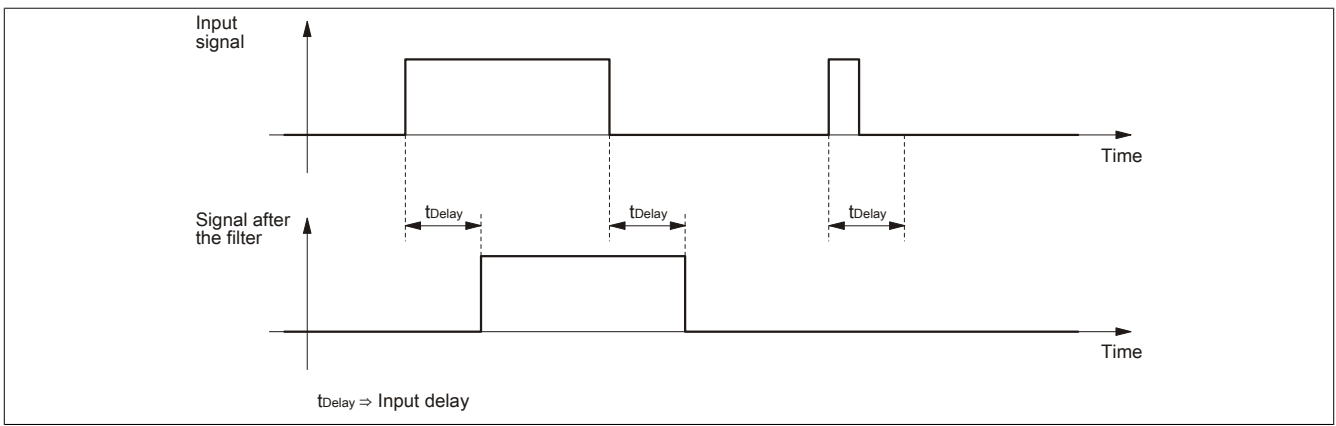 Input
signal
Time
Signal after
the filter
tDelay
tDelay
tDelay
Time
tDelay ⇒ Input delay